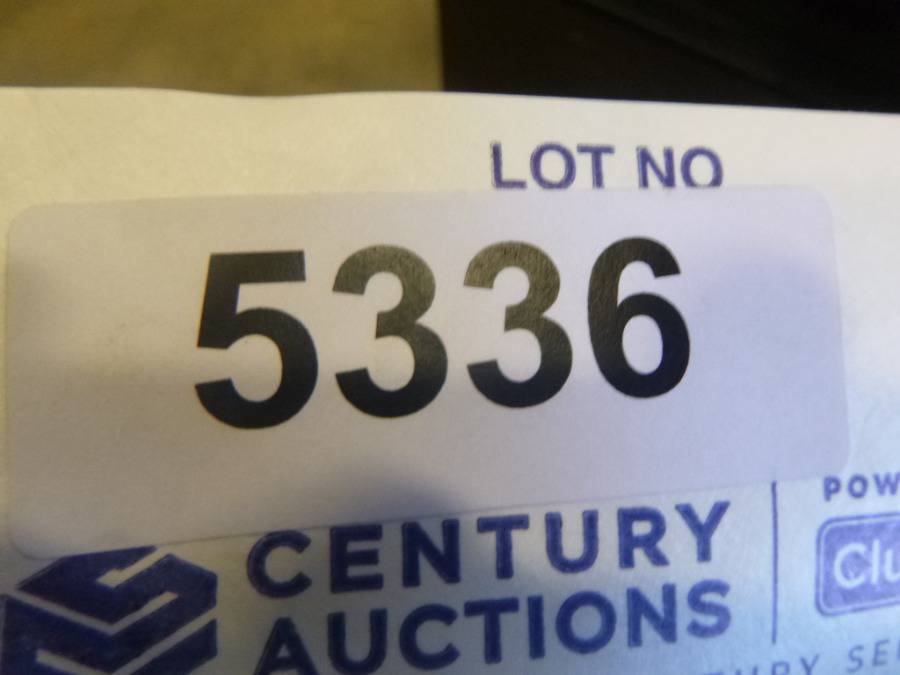 LOT NO
5336
CENTURY
AUCTIONS